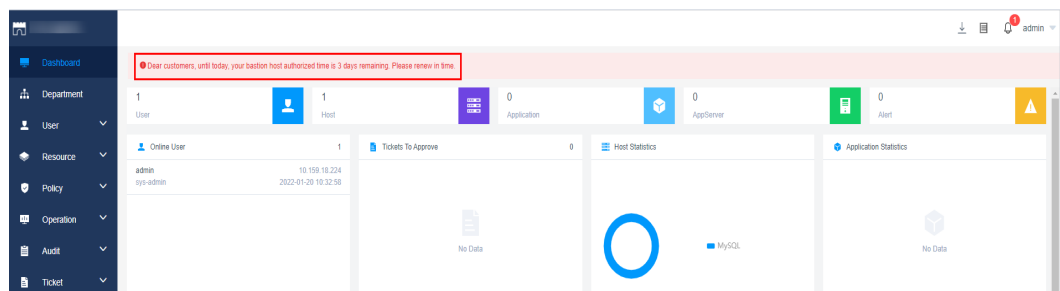 1
admin
Dashboard
Dear customers, until today, your bastion host authorized time is 3 days remaining. Please renew in time.
Department
User
Resource
Policy
Operation
Audit
Ticket
1
User
1
Host
0
Application
0
AppServer
0
Alert
Online User 1
admin 10.159.18.224
sys-admin 2022-01-20 10:32:58
Tickets To Approve 0
No Data
Host Statistics
MySQL
Application Statistics
No Data